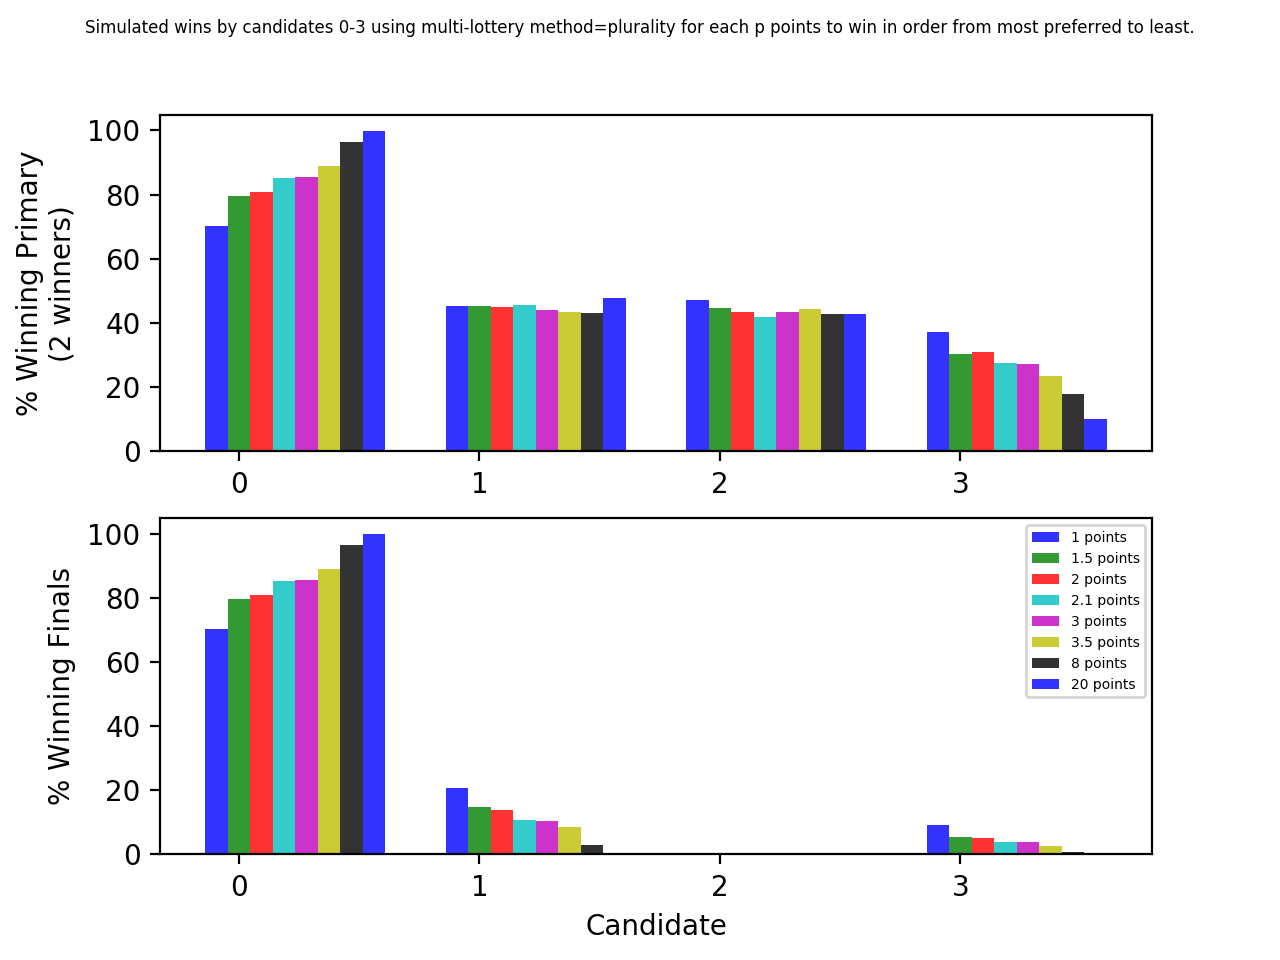 Simulated wins by candidates 0-3 using multi-lottery method=plurality for each p points to win in order from most preferred to least.
% Winning Primary
(2 winners)
100
80
60
40
20
0
0 1 2 3
% Winning Finals
100
80
60
40
20
0
1 points
1.5 points
2 points
2.1 points
3 points
3.5 points
8 points
20 points
0 1 2 3
Candidate